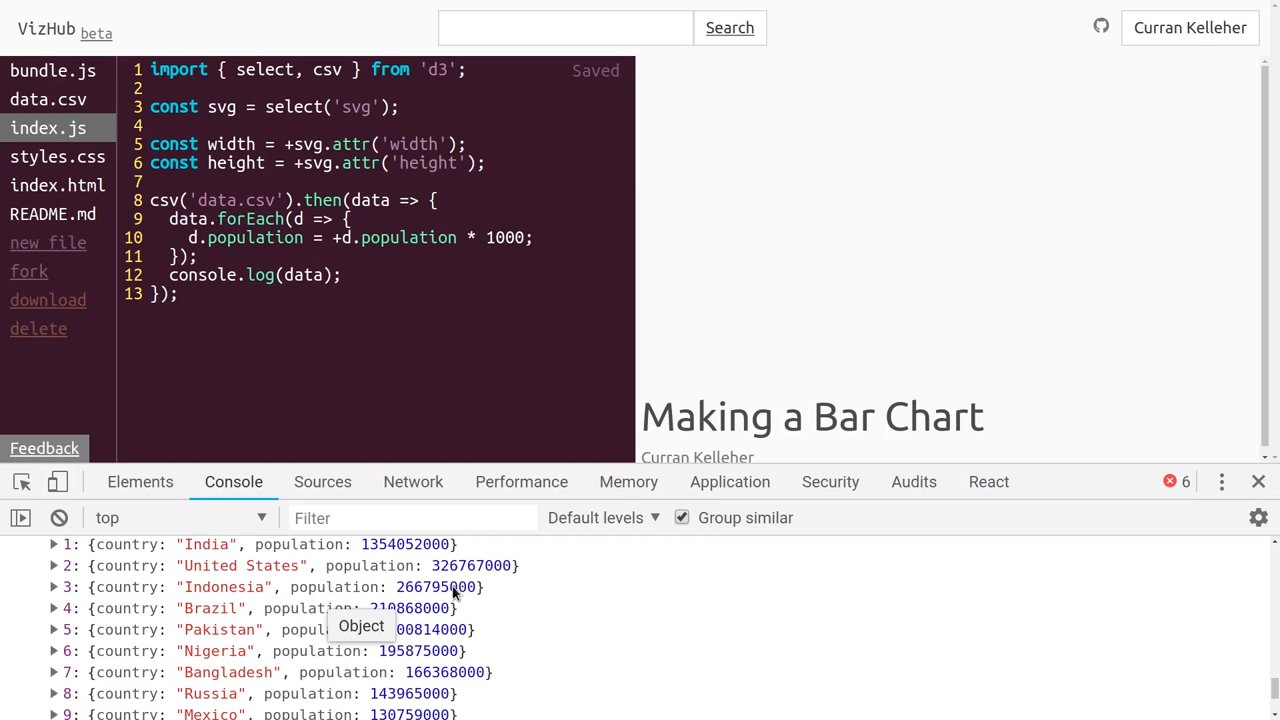 VizHub beta
Search
Curran Kelleher
bundle.js
data.csv
index.js
styles.css
index.html
README.md
new file
fork
download
delete
Feedback
Saved
1 import { select, csv } from 'd3';
2
3 const svg = select('svg');
4
5 const width = +svg.attr('width');
6 const height = +svg.attr('height');
7
8 csv('data.csv').then(data => {
9 data.forEach(d => {
10 d.population = +d.population * 1000;
11 });
12 console.log(data);
13 });
Making a Bar Chart
Curran Kelleher
Elements Console Sources Network Performance Memory Application Security Audits React 6
top Filter Default levels Group similar
1: {country: "India", population: 1354052000}
2: {country: "United States", population: 326767000}
3: {country: "Indonesia", population: 266795000}
4: {country: "Brazil", population: 210868000}
Object
5: {country: "Pakistan", 00814000}
6: {country: "Nigeria", population: 195875000}
7: {country: "Bangladesh", population: 166368000}
8: {country: "Russia", population: 143965000}
9: {country: "Mexico", population: 130759000}